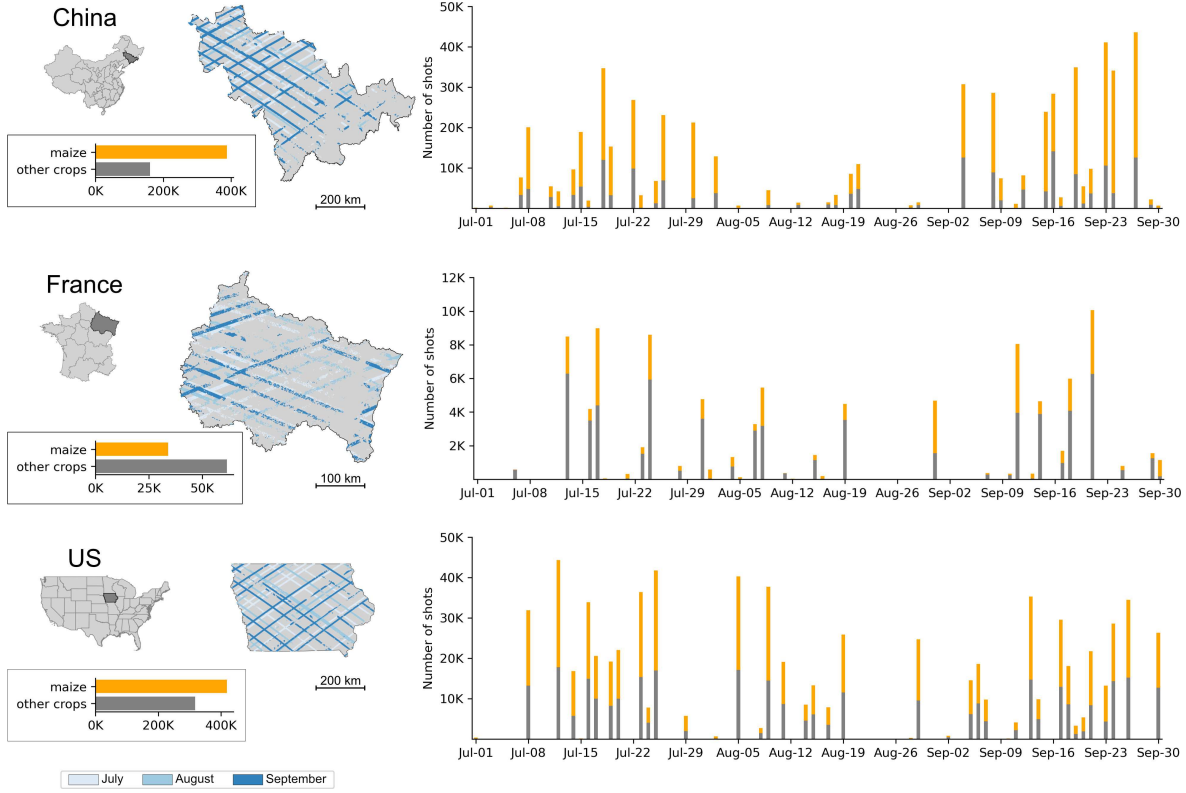 China
maize
other crops
0K 200K 400K
200 km
Number of shots
50K
40K
30K
20K
10K
Jul-01 Jul-08 Jul-15 Jul-22 Jul-29 Aug-05 Aug-12 Aug-19 Aug-26 Sep-02 Sep-09 Sep-16 Sep-23 Sep-30
France
maize
other crops
0K 25K 50K
100 km
Number of shots
12K
10K
8K
6K
4K
2K
Jul-01 Jul-08 Jul-15 Jul-22 Jul-29 Aug-05 Aug-12 Aug-19 Aug-26 Sep-02 Sep-09 Sep-16 Sep-23 Sep-30
US
maize
other crops
0K 200K 400K
200 km
Number of shots
50K
40K
30K
20K
10K
Jul-01 Jul-08 Jul-15 Jul-22 Jul-29 Aug-05 Aug-12 Aug-19 Aug-26 Sep-02 Sep-09 Sep-16 Sep-23 Sep-30
July August September